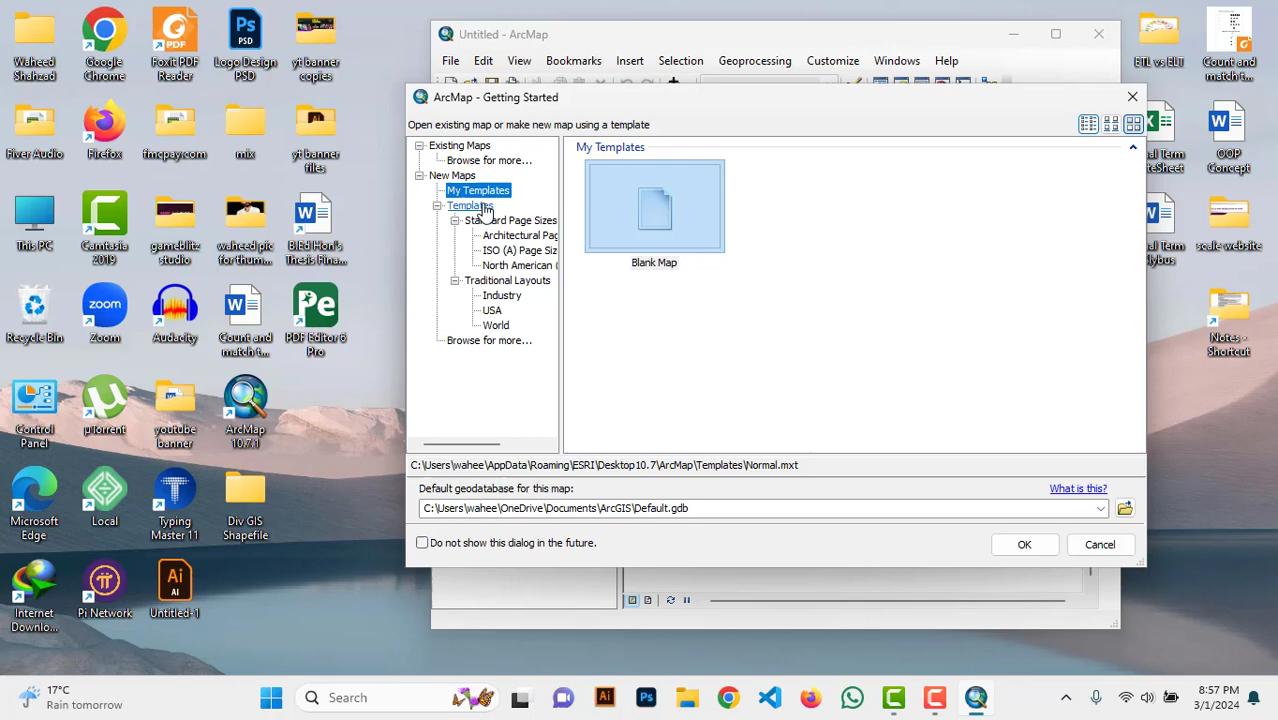 Waheed
Shahead
Google
Chrome
Foxit PDF
Reader
Logo Design
PSD
yt banner
copies
Fiver Audio
Firefox
fmcpay.com
mix
yt banner
files
This PC
Camtasia
2019
gameblitz
studio
waheed pic
for thum...
B.Ed Hon's
Thesis Fina...
Recycle Bin
Zoom
Audacity
Count and
match t...
PDF Editor 6
Pro
Control
Panel
µTorrent
youtube
banner
ArcMap
10.7.1
Microsoft
Edge
Local
Typing
Master 11
Div GIS
Shapefile
Internet
Downlo...
Pi Network
Untitled-1
Untitled - ArcMap
File Edit View Bookmarks Insert Selection Geoprocessing Customize Windows Help
ArcMap - Getting Started
Open existing map or make new map using a template
Existing Maps
Browse for more...
New Maps
My Templates
Templates
Standard Page Sizes
Architectural Pag
ISO (A) Page Siz
North American (
Traditional Layouts
Industry
USA
World
Browse for more...
My Templates
Blank Map
C:\Users\wahee\AppData\Roaming\ESRI\Desktop10.7\ArcMap\Templates\Normal.mxt
Default geodatabase for this map:
What is this?
C:\Users\wahee\OneDrive\Documents\ArcGIS\Default.gdb
Do not show this dialog in the future.
OK Cancel
ETL vs ELT
Count and
match t...
OOP
Concept
scale website
Notes -
Shortcut
17°C
Rain tomorrow
Search
8:57 PM
3/1/2024